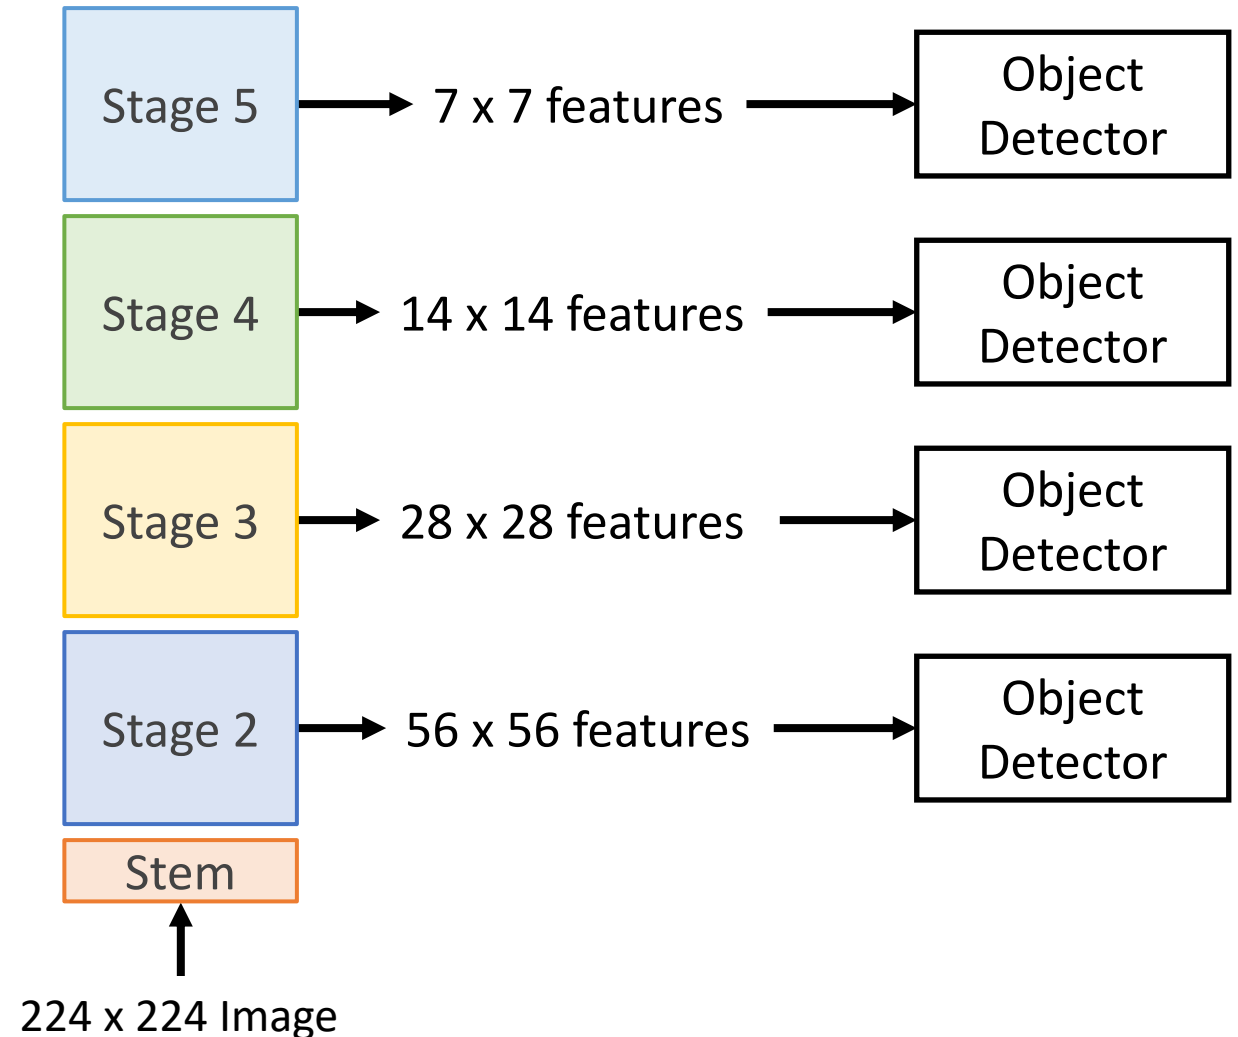 Stage 5
7 x 7 features
Object
Detector
Stage 4
14 x 14 features
Object
Detector
Stage 3
28 x 28 features
Object
Detector
Stage 2
56 x 56 features
Object
Detector
Stem
224 x 224 Image